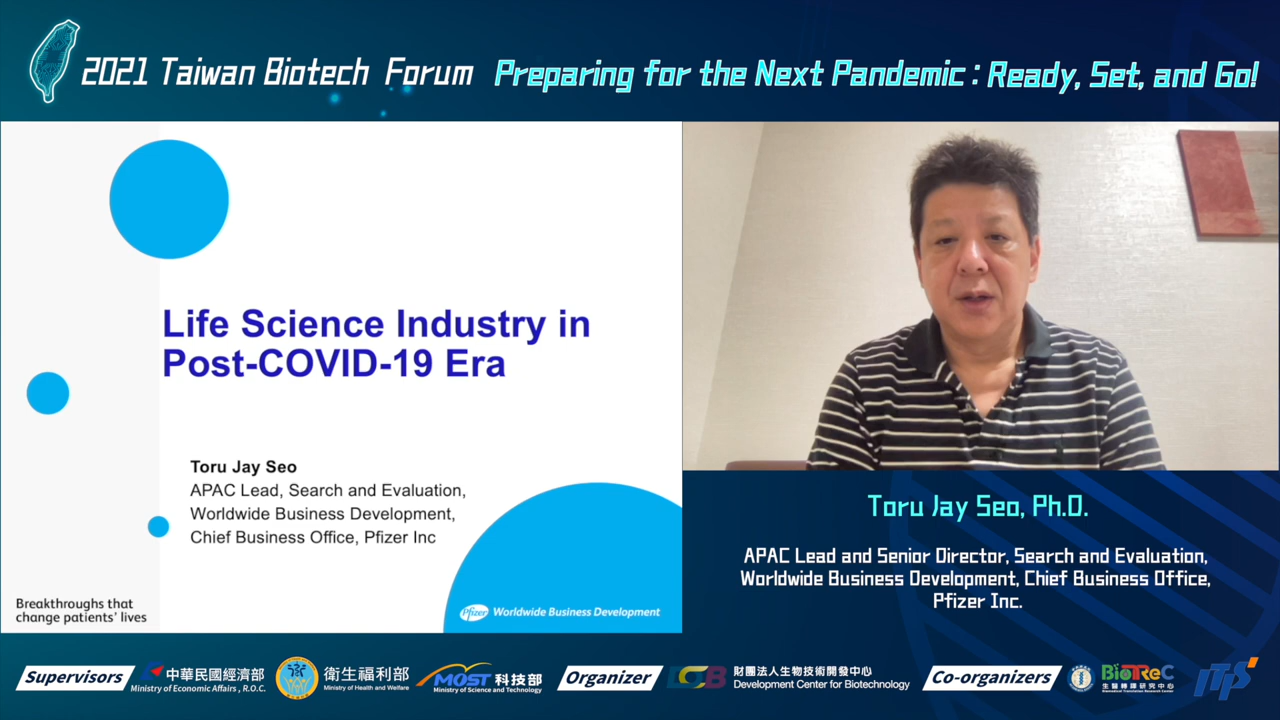 2021 Taiwan Biotech Forum Preparing for the Next Pandemic : Ready, Set, and Go!
Life Science Industry in
Post-COVID-19 Era
Toru Jay Seo
APAC Lead, Search and Evaluation,
Worldwide Business Development,
Chief Business Office, Pfizer Inc
Breakthroughs that
change patients' lives
Pfizer Worldwide Business Development
Toru Jay Seo, Ph.D.
APAC Lead and Senior Director, Search and Evaluation,
Worldwide Business Development, Chief Business Office,
Pfizer Inc.
Supervisors
中華民國經濟部
Ministry of Economic Affairs , R.O.C.
衛生福利部
Ministry of Health and Welfare
MOST 科技部
Ministry of Science and Technology
Organizer
DCB
財團法人生物技術開發中心
Development Center for Biotechnology
Co-organizers
BioTReC
生醫轉譯研究中心
Biomedical Translation Research Center
ITIS